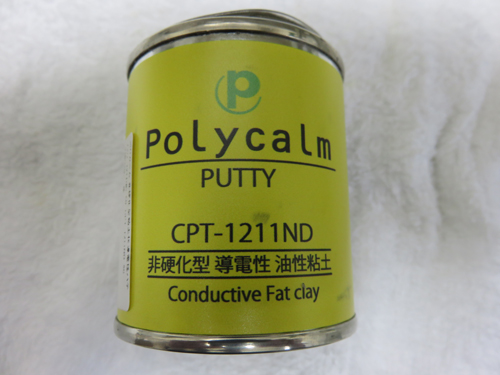 p
Polycalm
PUTTY
CPT-1211ND
非硬化型 導電性 油性粘土
Conductive Fat clay